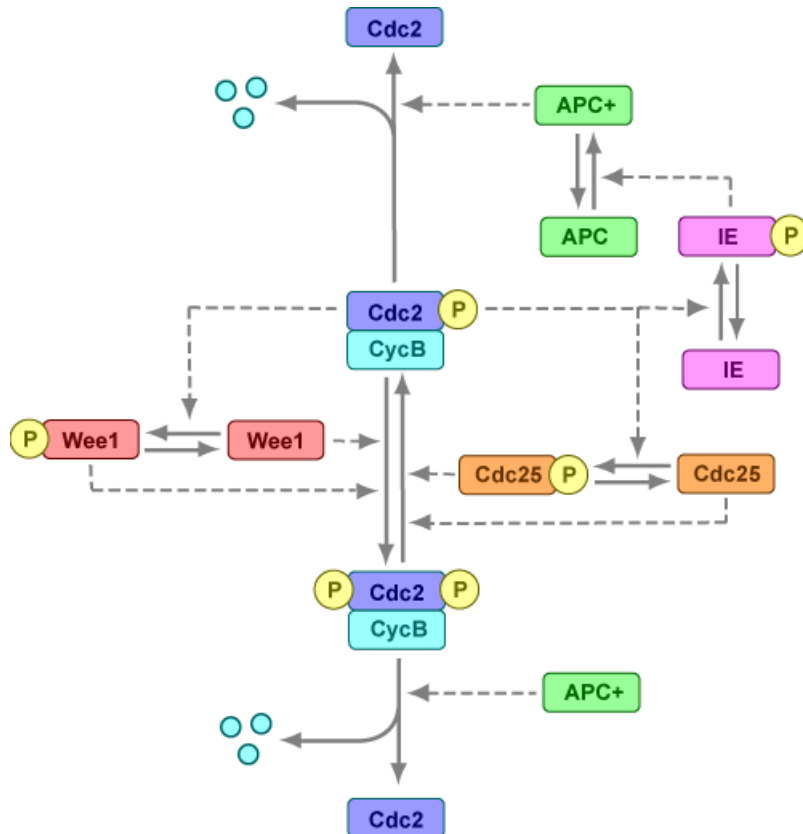 Cdc2
APC+
APC
IE P
Cdc2 P
CycB
IE
P Wee1
Wee1
Cdc25 P
Cdc25
P Cdc2 P
CycB
APC+
Cdc2